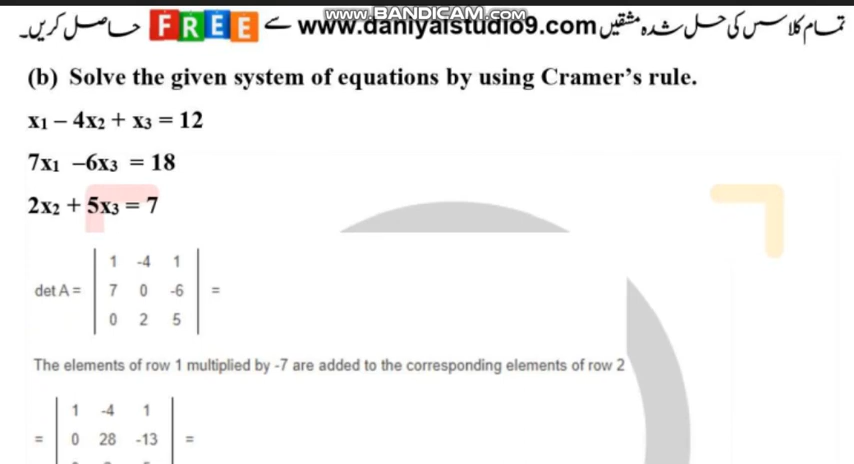 www.BANDICAM.com
تمام کلاس کی حل شدہ مشقیں www.daniyalstudio9.com سے FREE حاصل کریں۔
(b) Solve the given system of equations by using Cramer’s rule.
x1 – 4x2 + x3 = 12
7x1 –6x3 = 18
2x2 + 5x3 = 7
1 -4 1
det A = 7 0 -6 =
0 2 5
The elements of row 1 multiplied by -7 are added to the corresponding elements of row 2
1 -4 1
= 0 28 -13 =